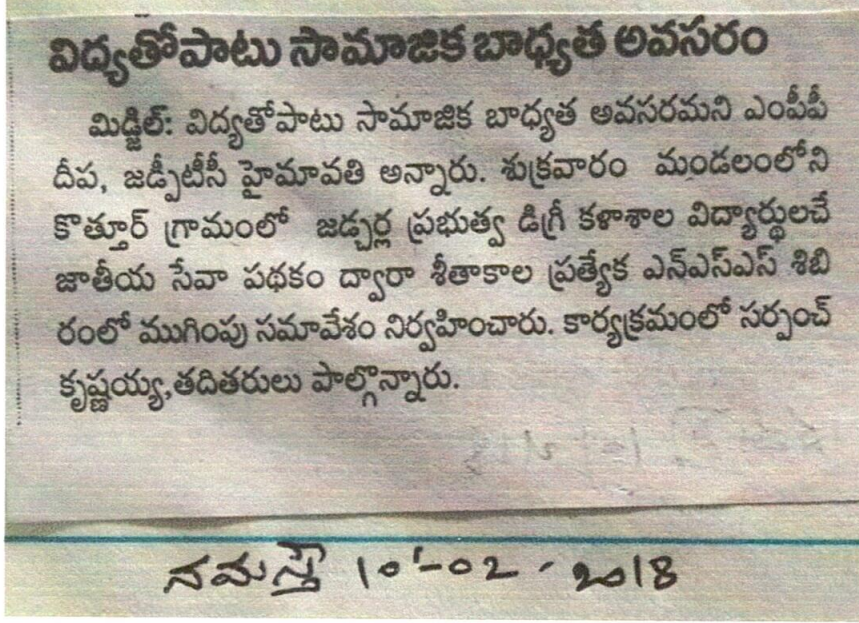 విద్యతోపాటు సామాజిక బాధ్యత అవసరం
మిడ్జిల్: విద్యతోపాటు సామాజిక బాధ్యత అవసరమని ఎంపీపీ
దీప, జడ్పీటీసీ హైమావతి అన్నారు. శుక్రవారం మండలంలోని
కొత్తూర్ గ్రామంలో జడ్చర్ల ప్రభుత్వ డిగ్రీ కళాశాల విద్యార్థులచే
జాతీయ సేవా పథకం ద్వారా శీతాకాల ప్రత్యేక ఎన్ఎస్ఎస్ శిబి
రంలో ముగింపు సమావేశం నిర్వహించారు. కార్యక్రమంలో సర్పంచ్
కృష్ణయ్య,తదితరులు పాల్గొన్నారు.
నమస్తే 10-02-2018